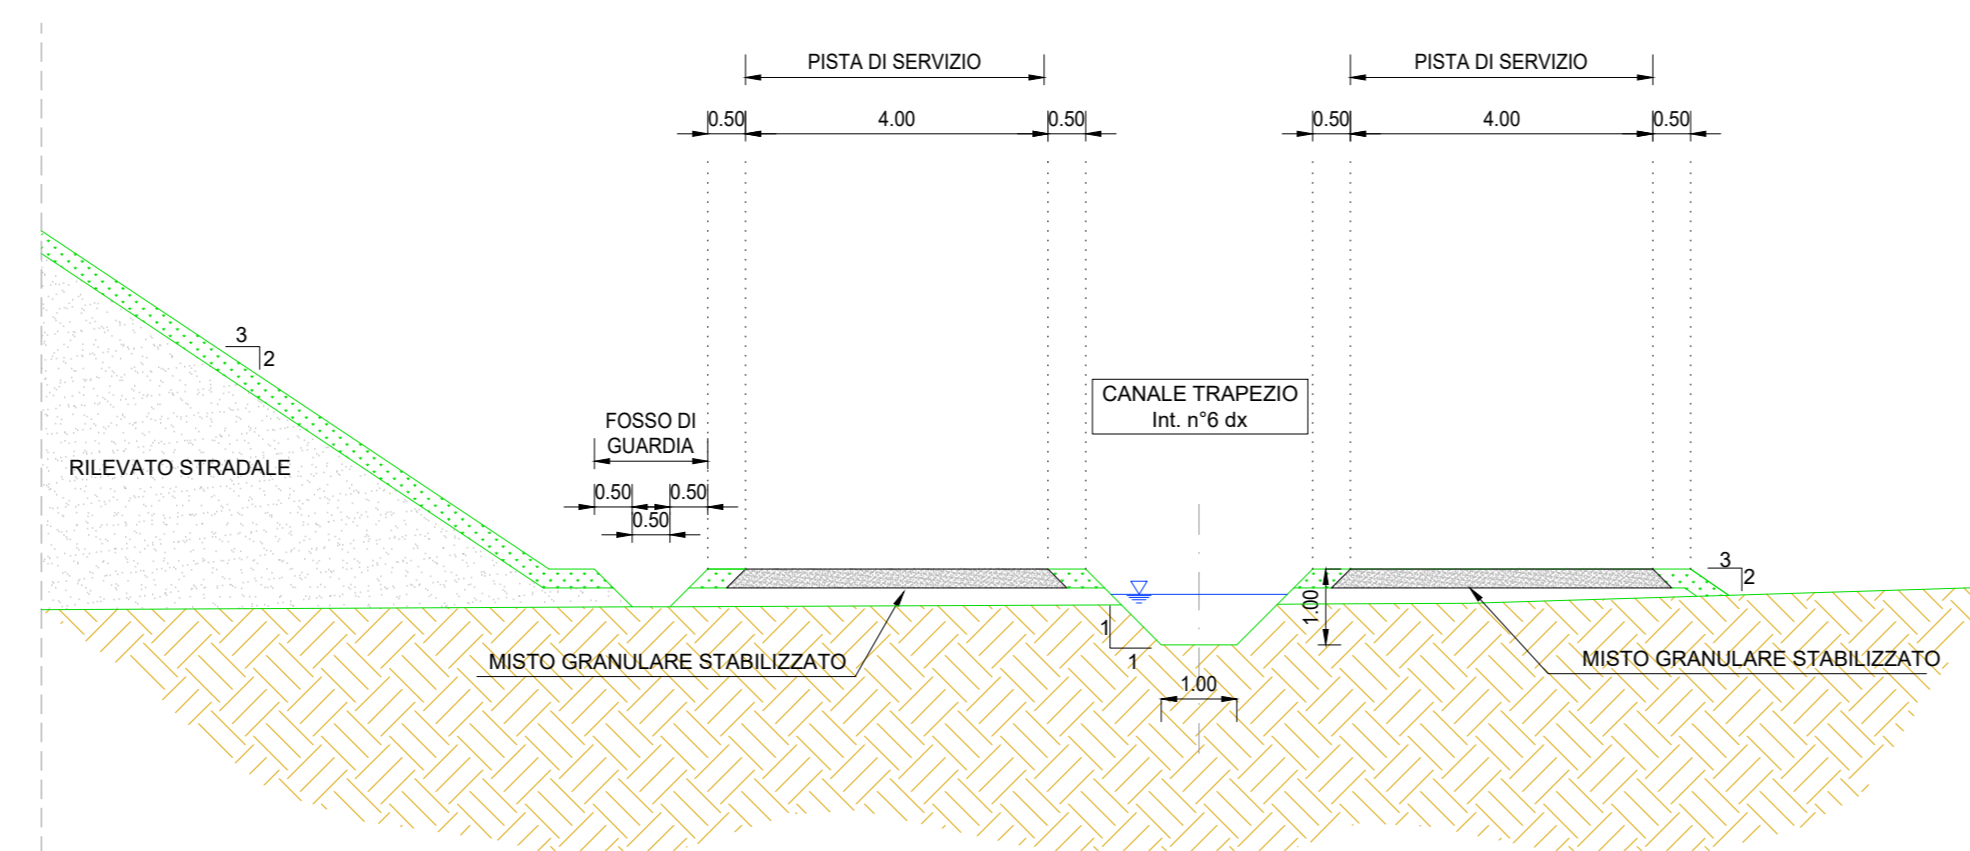 PISTA DI SERVIZIO
PISTA DI SERVIZIO
0.50 4.00 0.50
0.50 4.00 0.50
3
2
CANALE TRAPEZIO
Int. n°6 dx
FOSSO DI
GUARDIA
RILEVATO STRADALE
0.50 0.50
0.50
3
2
1.00
1
1
MISTO GRANULARE STABILIZZATO
MISTO GRANULARE STABILIZZATO
1.00